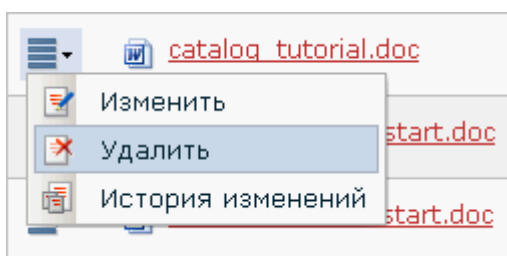 catalog_tutorial.doc
Изменить
Удалить
start.doc
История изменений
start.doc